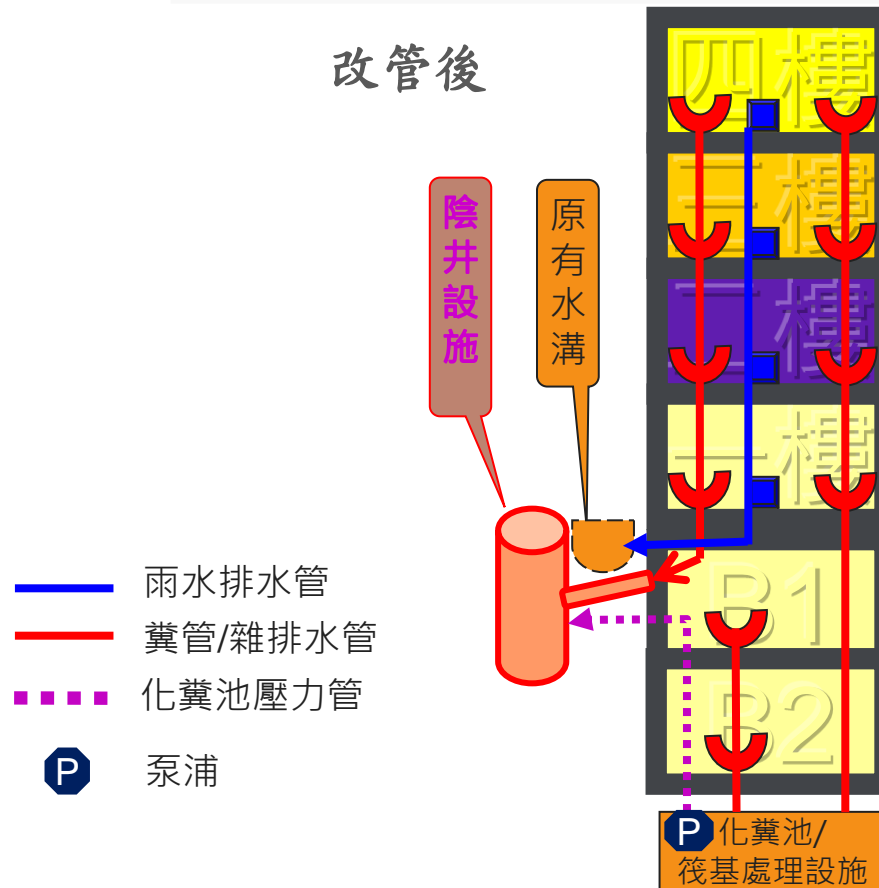 改管後
四樓
三樓
二樓
一樓
B1
B2
陰井設施
原有水溝
雨水排水管
糞管/雜排水管
化糞池壓力管
P
泵浦
P
化糞池/
筏基處理設施